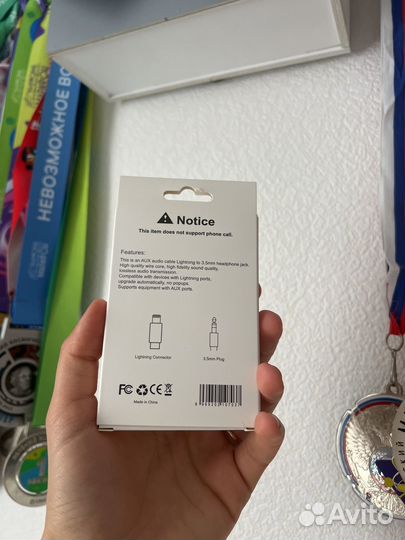 НЕВОЗМОЖНОЕ ВО
Notice
This item does not support phone call.
Features:
This is an AUX audio cable Lightning to 3.5mm headphone jack.
High quality wire core, high fidelity sound quality.
lossless audio transmission.
Compatible with devices with Lightning ports.
upgrade automatically, no popups.
Supports equipment with AUX ports.
Lightning Connector
3.5mm Plug
FC CE
Made in China
Avito